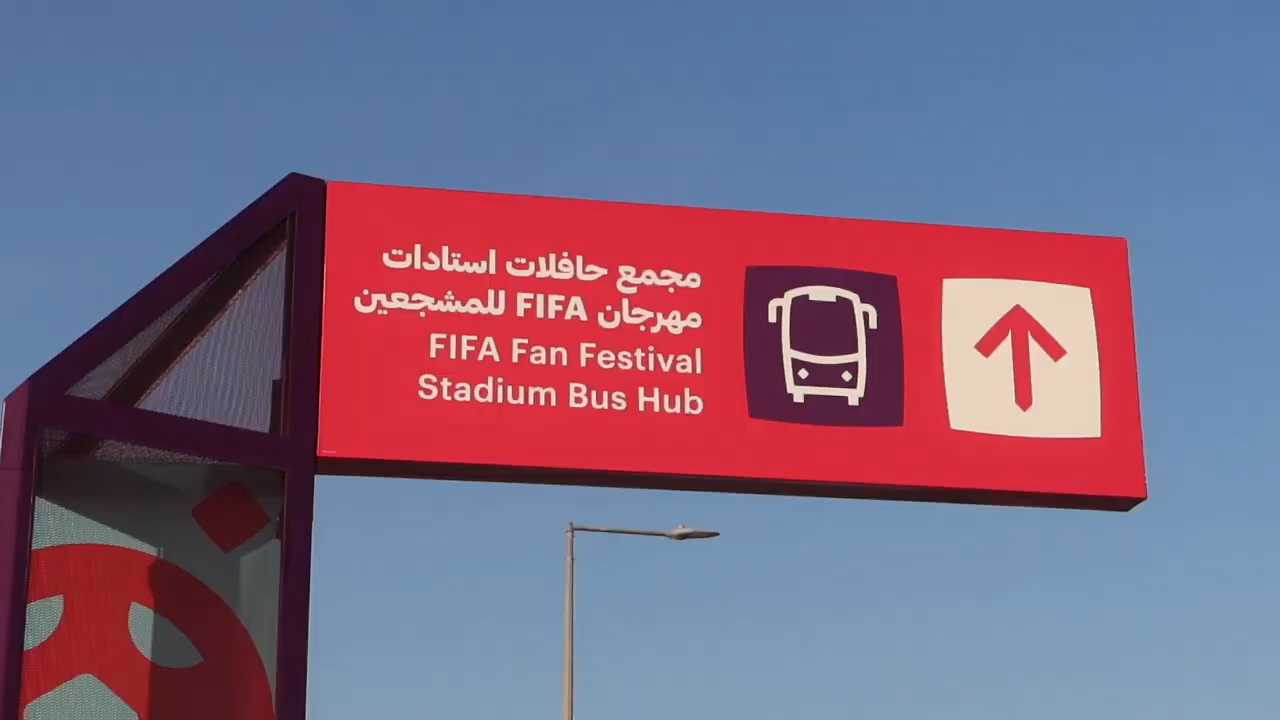 مجمع حافلات استادات
مهرجان FIFA للمشجعين
FIFA Fan Festival
Stadium Bus Hub